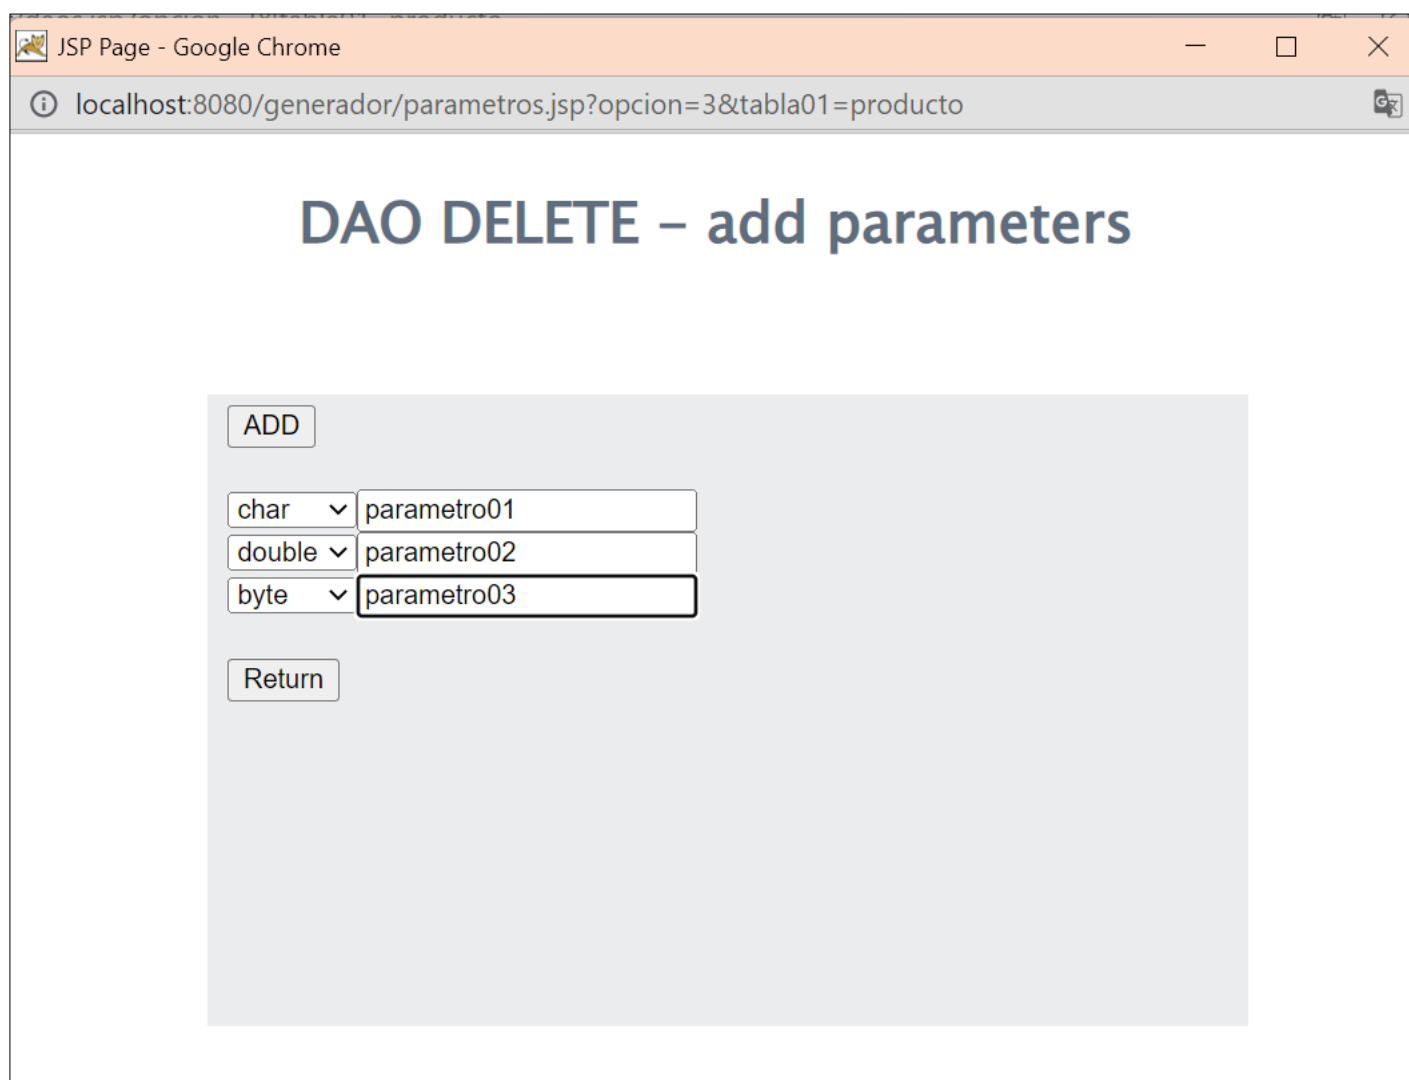 JSP Page - Google Chrome
localhost:8080/generador/parametros.jsp?opcion=3&tabla01=producto
DAO DELETE – add parameters
ADD
char parametro01
double parametro02
byte parametro03
Return